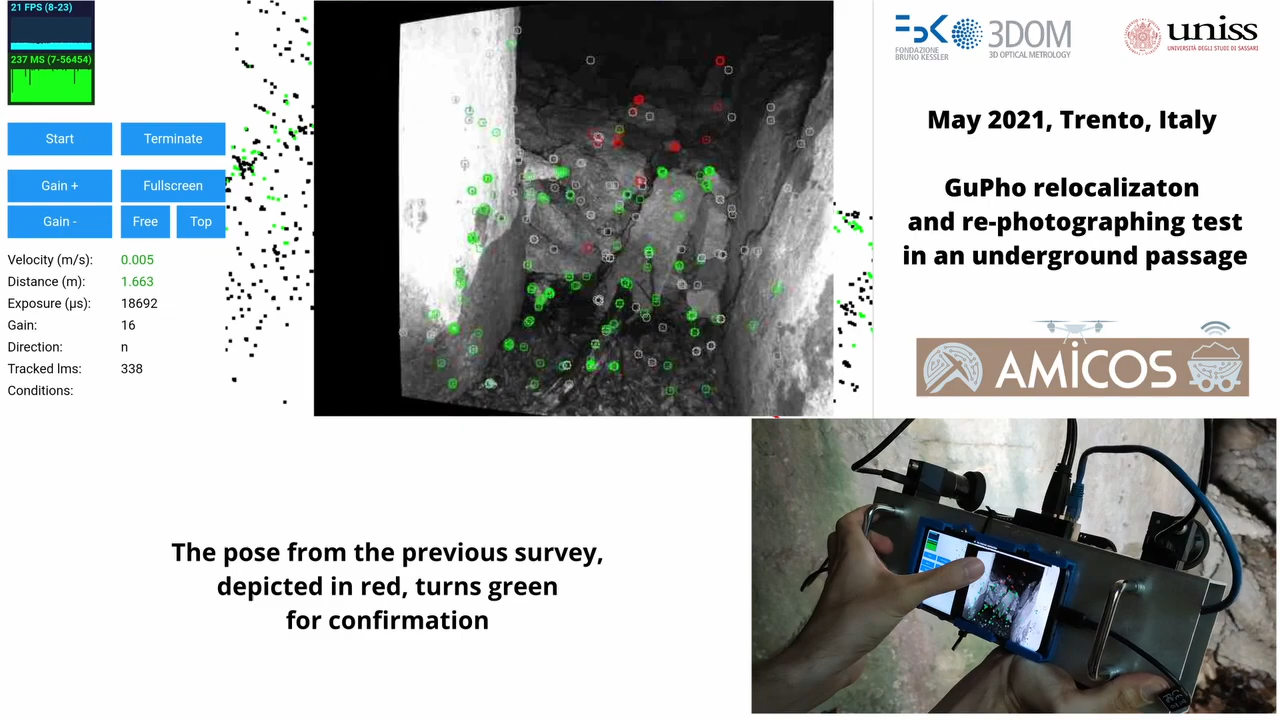 21 FPS (8-23)
237 MS (7-56454)
Start
Terminate
Gain +
Fullscreen
Gain -
Free
Top
Velocity (m/s): 0.005
Distance (m): 1.663
Exposure (µs): 18692
Gain: 16
Direction: n
Tracked lms: 338
Conditions:
FBK
FONDAZIONE
BRUNO KESSLER
3DOM
3D OPTICAL METROLOGY
uniss
UNIVERSITÀ DEGLI STUDI DI SASSARI
May 2021, Trento, Italy
GuPho relocalizaton
and re-photographing test
in an underground passage
AMiCOS
The pose from the previous survey,
depicted in red, turns green
for confirmation